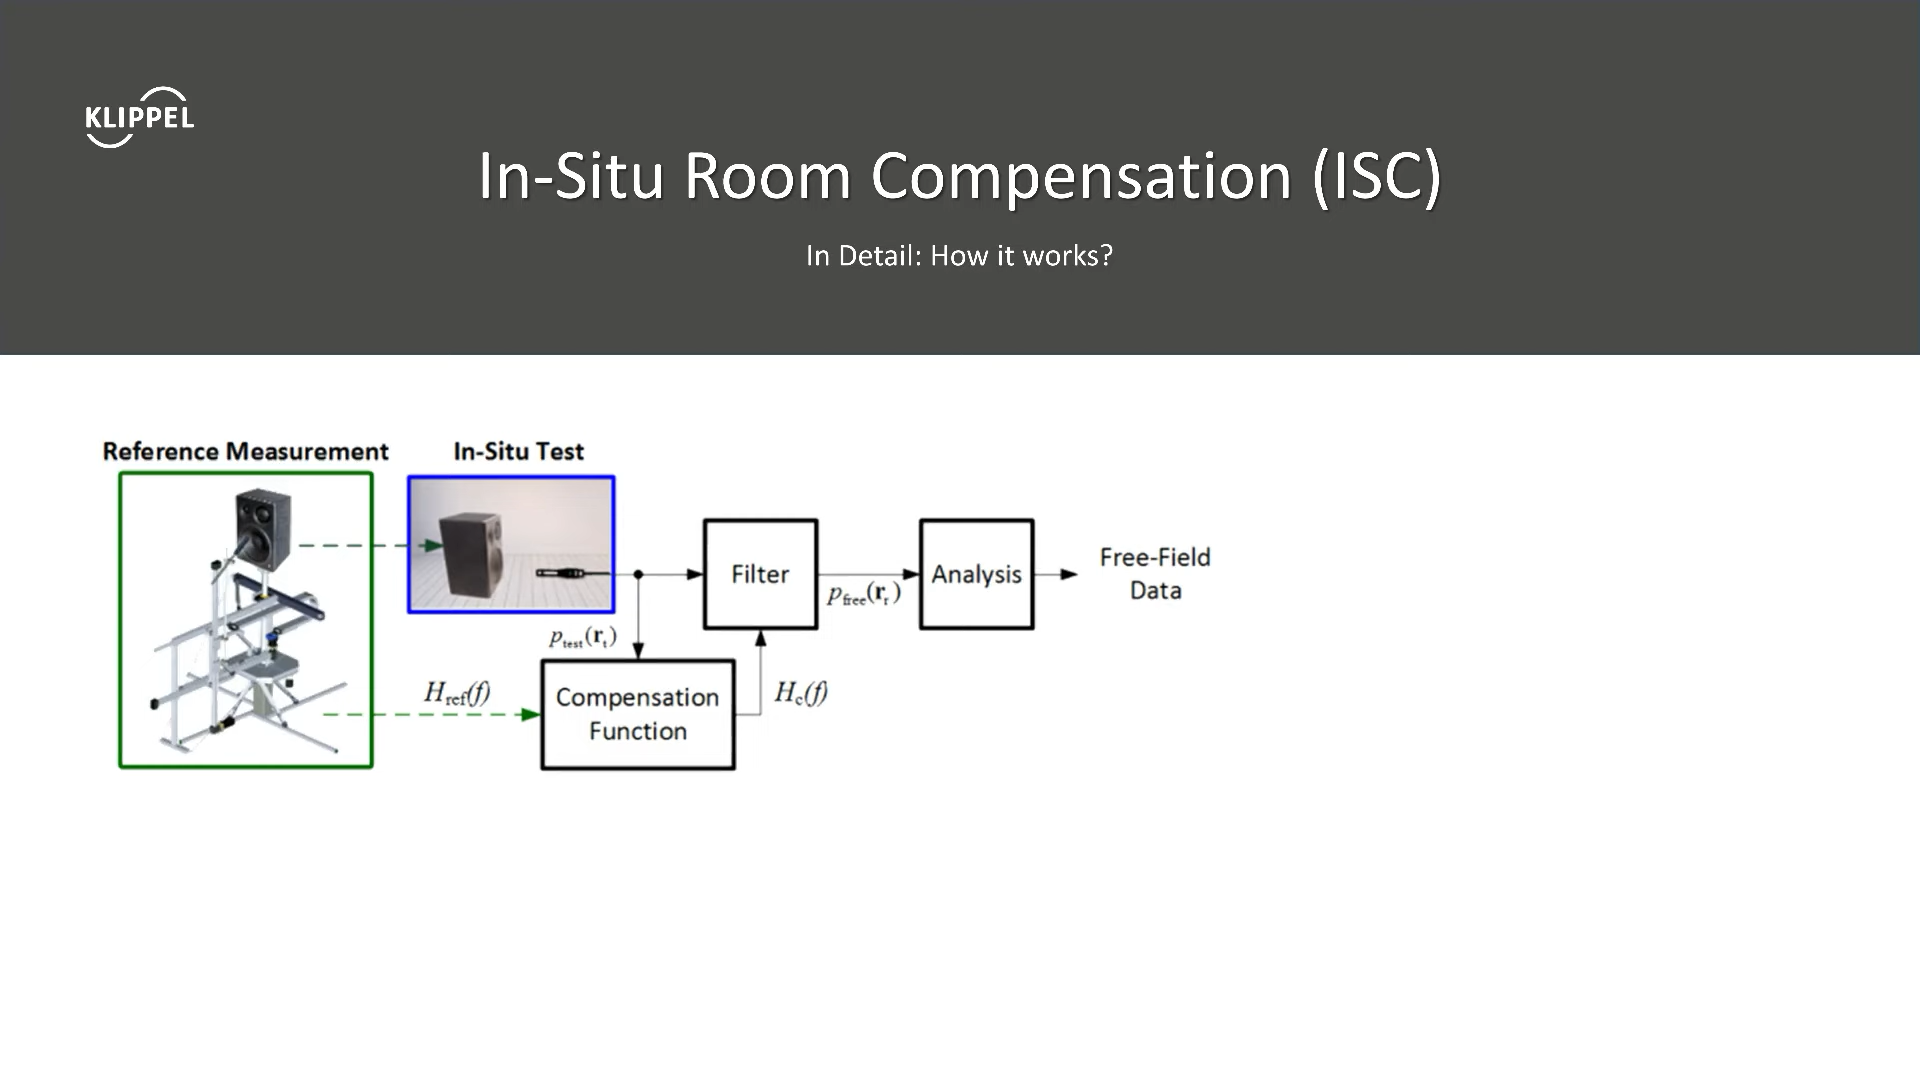 KLIPPEL
In-Situ Room Compensation (ISC)
In Detail: How it works?
Reference Measurement
In-Situ Test
Filter
Analysis
Free-Field
Data
p_free(r_r)
p_test(r_t)
H_ref(f)
Compensation
Function
H_c(f)